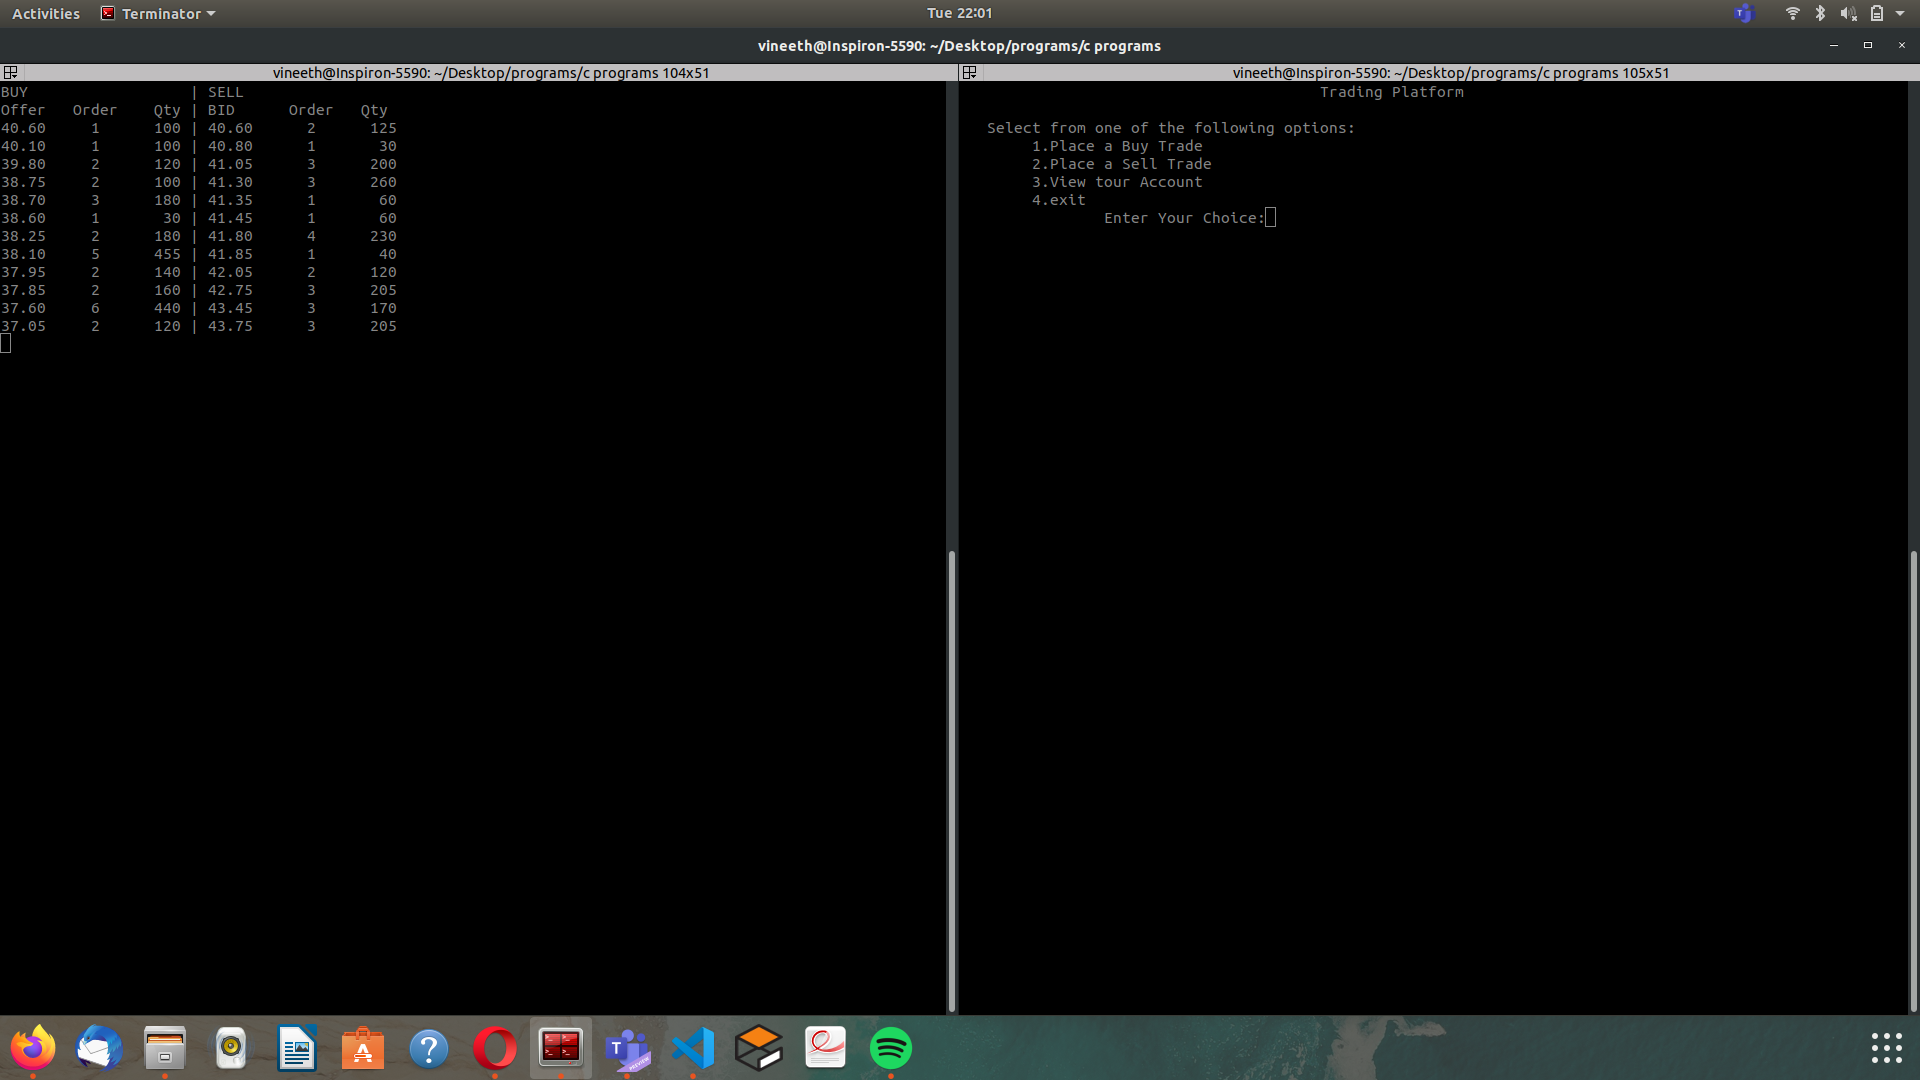 Activities Terminator Tue 22:01
vineeth@Inspiron-5590: ~/Desktop/programs/c programs
vineeth@Inspiron-5590: ~/Desktop/programs/c programs 104x51
BUY | SELL
Offer Order Qty | BID Order Qty
40.60 1 100 | 40.60 2 125
40.10 1 100 | 40.80 1 30
39.80 2 120 | 41.05 3 200
38.75 2 100 | 41.30 3 260
38.70 3 180 | 41.35 1 60
38.60 1 30 | 41.45 1 60
38.25 2 180 | 41.80 4 230
38.10 5 455 | 41.85 1 40
37.95 2 140 | 42.05 2 120
37.85 2 160 | 42.75 3 205
37.60 6 440 | 43.45 3 170
37.05 2 120 | 43.75 3 205
vineeth@Inspiron-5590: ~/Desktop/programs/c programs 105x51
Trading Platform
Select from one of the following options:
1.Place a Buy Trade
2.Place a Sell Trade
3.View tour Account
4.exit
Enter Your Choice: